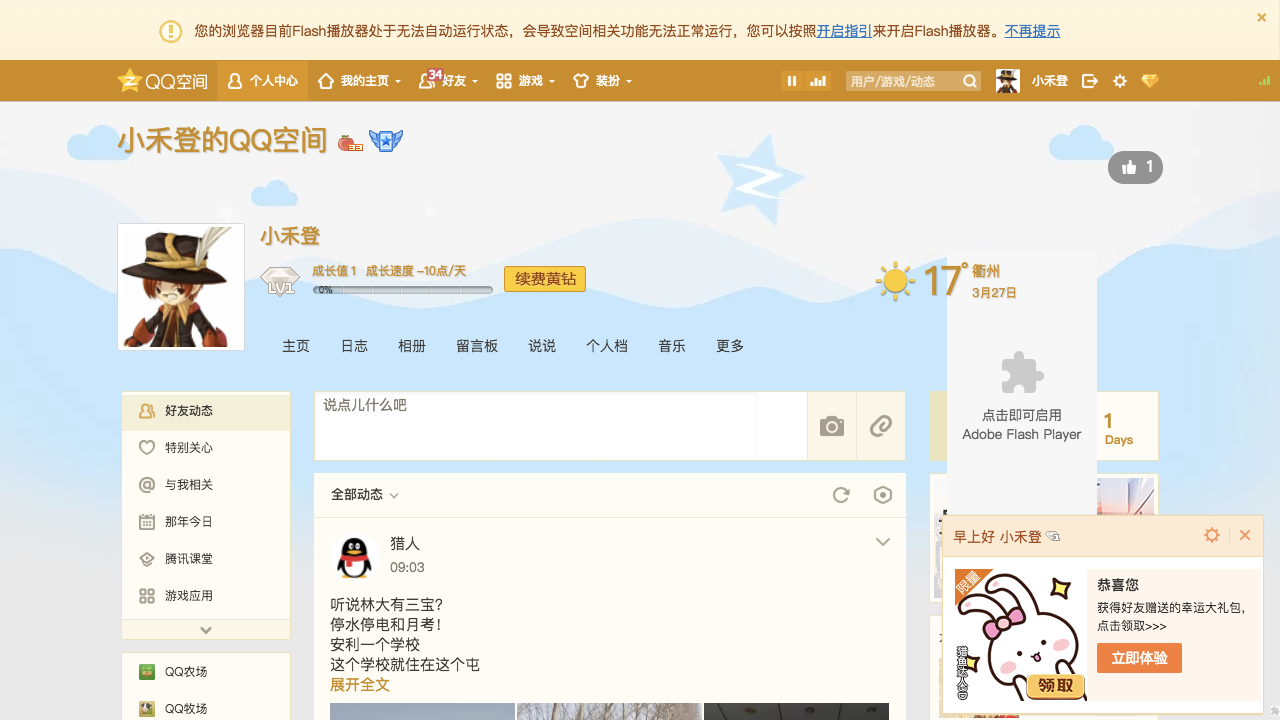 您的浏览器目前Flash播放器处于无法自动运行状态，会导致空间相关功能无法正常运行，您可以按照开启指引来开启Flash播放器。不再提示
QQ空间 个人中心 我的主页 34 好友 游戏 装扮 用户/游戏/动态 小禾登
小禾登的QQ空间
1
小禾登
LV1 成长值 1 成长速度 -10点/天 续费黄钻
0%
17° 衢州
3月27日
主页 日志 相册 留言板 说说 个人档 音乐 更多
好友动态
特别关心
与我相关
那年今日
腾讯课堂
游戏应用
QQ农场
QQ牧场
说点儿什么吧
全部动态
猎人
09:03
听说林大有三宝?
停水停电和月考!
安利一个学校
这个学校就住在这个屯
展开全文
点击即可启用
Adobe Flash Player
1
Days
早上好 小禾登
限量
恭喜您
获得好友赠送的幸运大礼包，
点击领取>>>
立即体验
领取